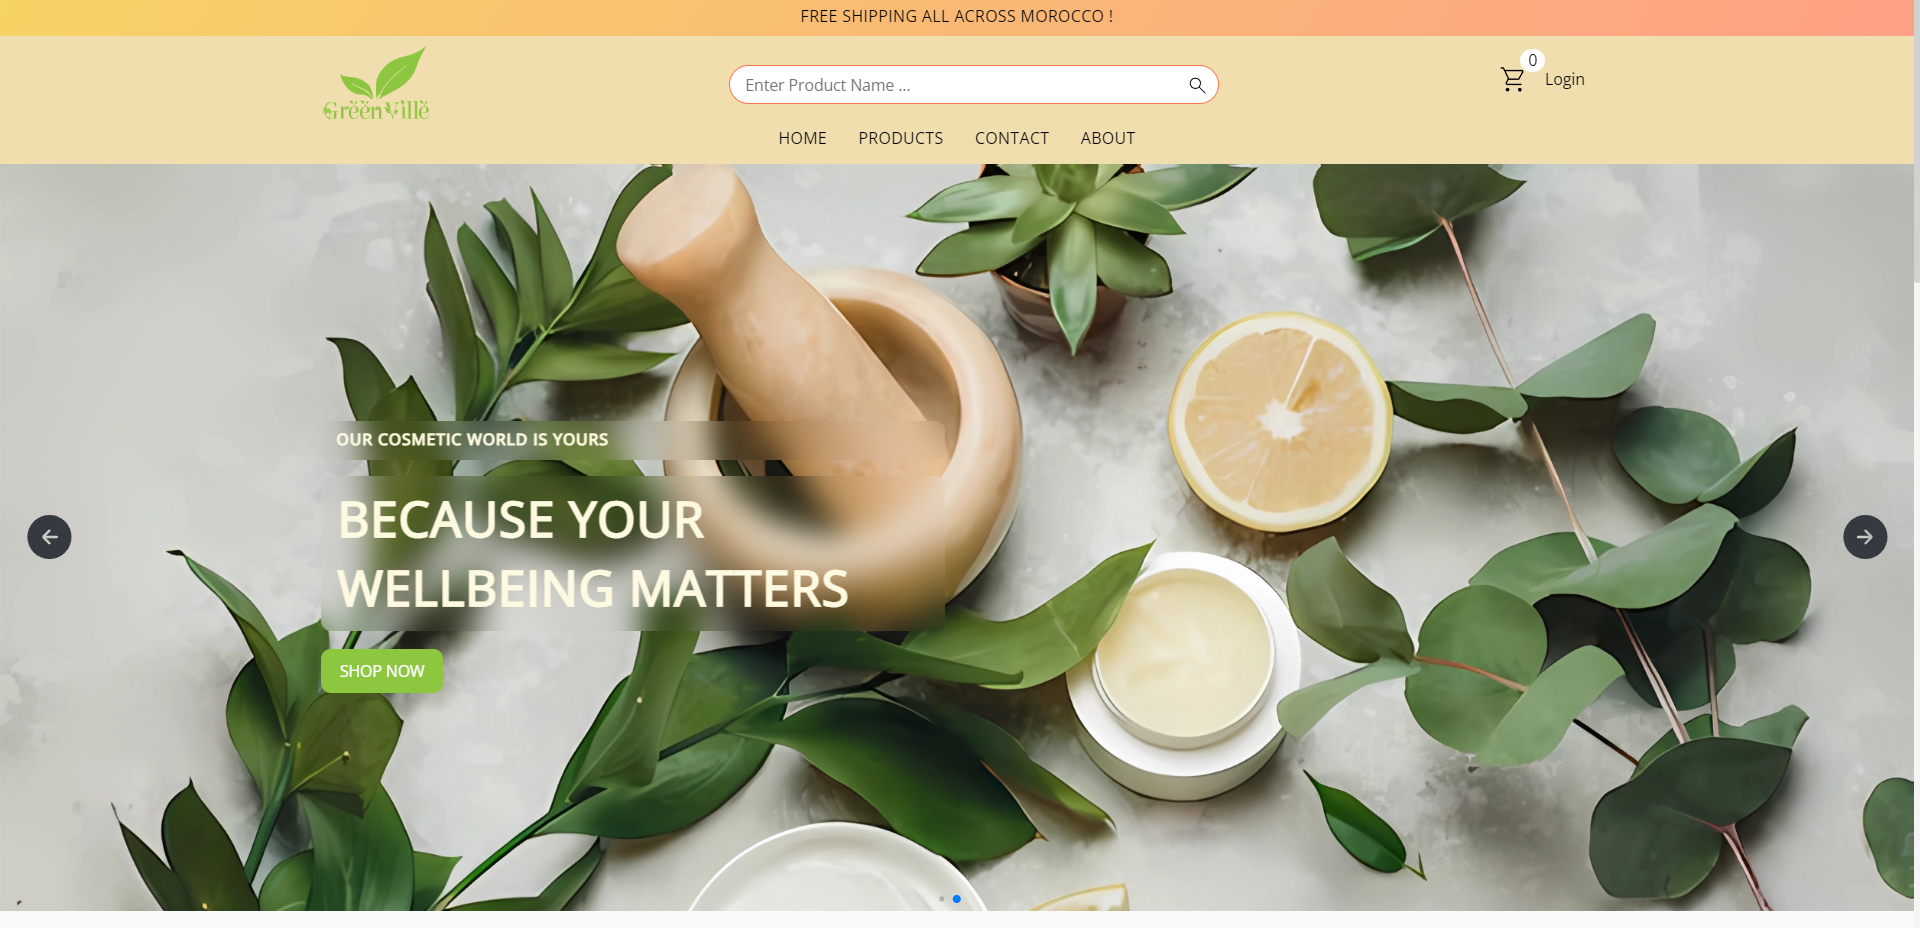 FREE SHIPPING ALL ACROSS MOROCCO !
GreenVille
Enter Product Name ...
0
Login
HOME PRODUCTS CONTACT ABOUT
OUR COSMETIC WORLD IS YOURS
BECAUSE YOUR
WELLBEING MATTERS
SHOP NOW